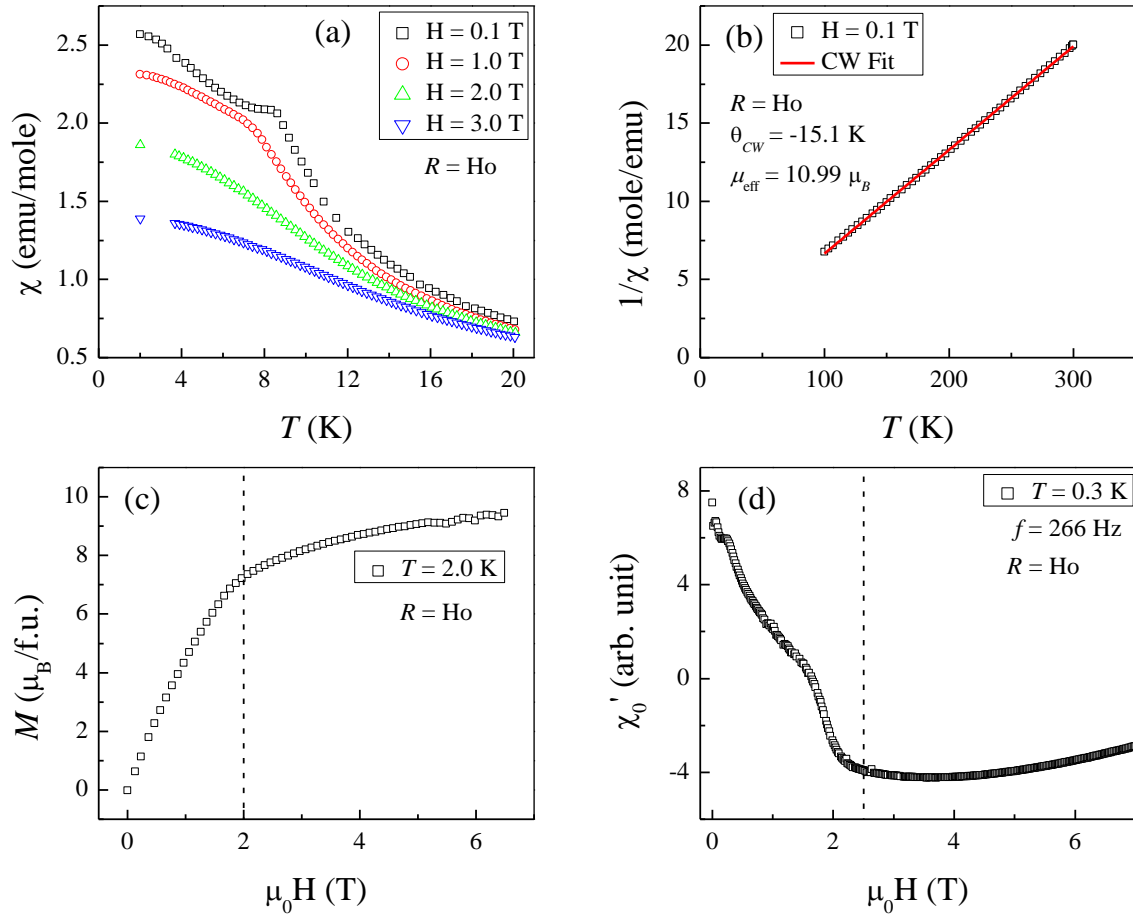 (a)
H = 0.1 T
H = 1.0 T
H = 2.0 T
H = 3.0 T
R = Ho
2.5
2.0
1.5
1.0
0.5
χ (emu/mole)
0 4 8 12 16 20
T (K)
(b)
H = 0.1 T
CW Fit
R = Ho
θCW = -15.1 K
μeff = 10.99 μB
20
15
10
5
0
1/χ (mole/emu)
100 200 300
T (K)
(c)
T = 2.0 K
R = Ho
10
8
6
4
2
0
M (μB/f.u.)
0 2 4 6
μ0H (T)
(d)
T = 0.3 K
f = 266 Hz
R = Ho
8
4
0
-4
χ0' (arb. unit)
0 2 4 6
μ0H (T)